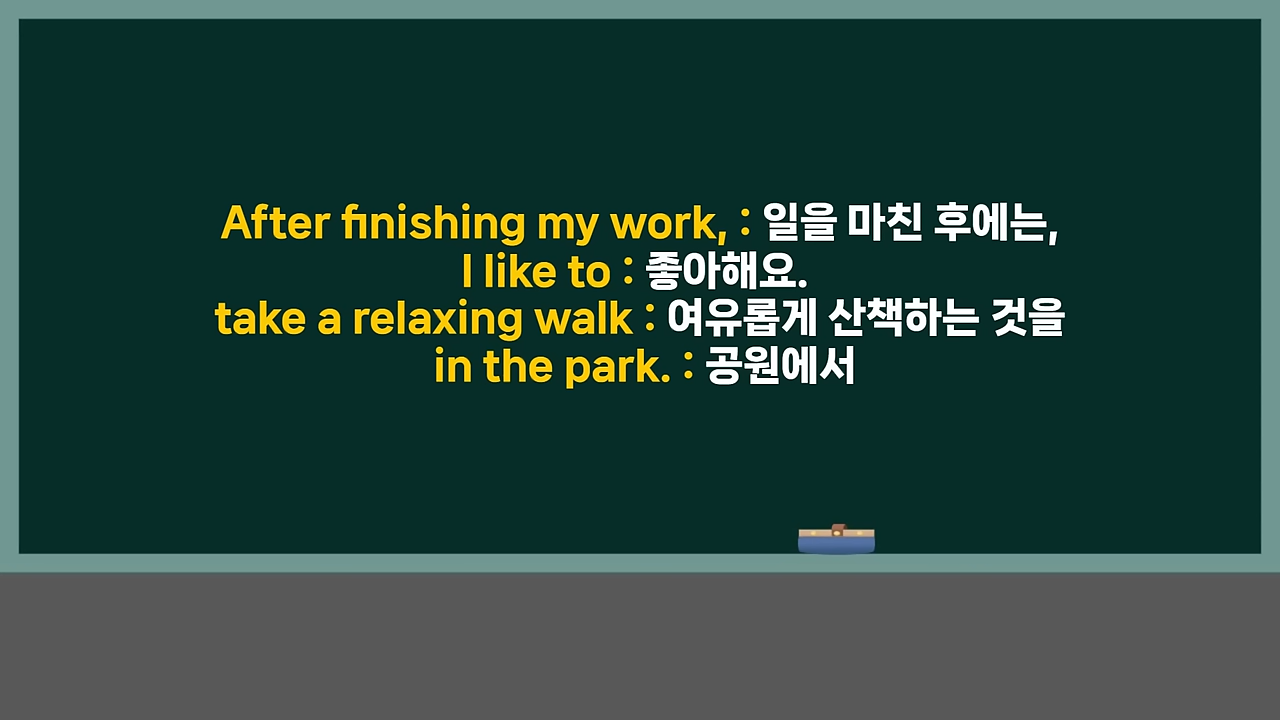 After finishing my work, : 일을 마친 후에는,
I like to : 좋아해요.
take a relaxing walk : 여유롭게 산책하는 것을
in the park. : 공원에서